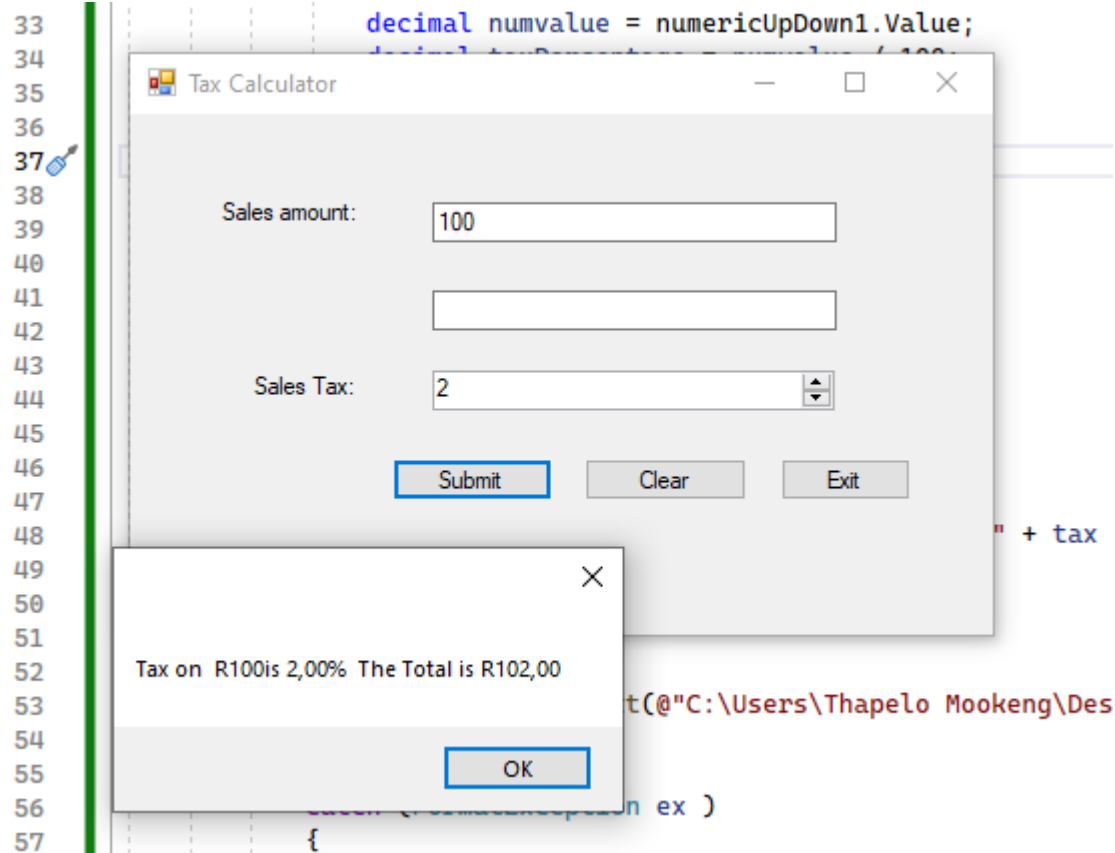 33 decimal numvalue = numericUpDown1.Value;
34
35 Tax Calculator
36
37
38 Sales amount: 100
39
40
41
42
43
44 Sales Tax: 2
45
46 Submit Clear Exit
47
48 " + tax
49
50
51
52 Tax on R100is 2,00% The Total is R102,00
53 t(@"C:\Users\Thapelo Mookeng\Des
54
55 OK
56 ex )
57 {